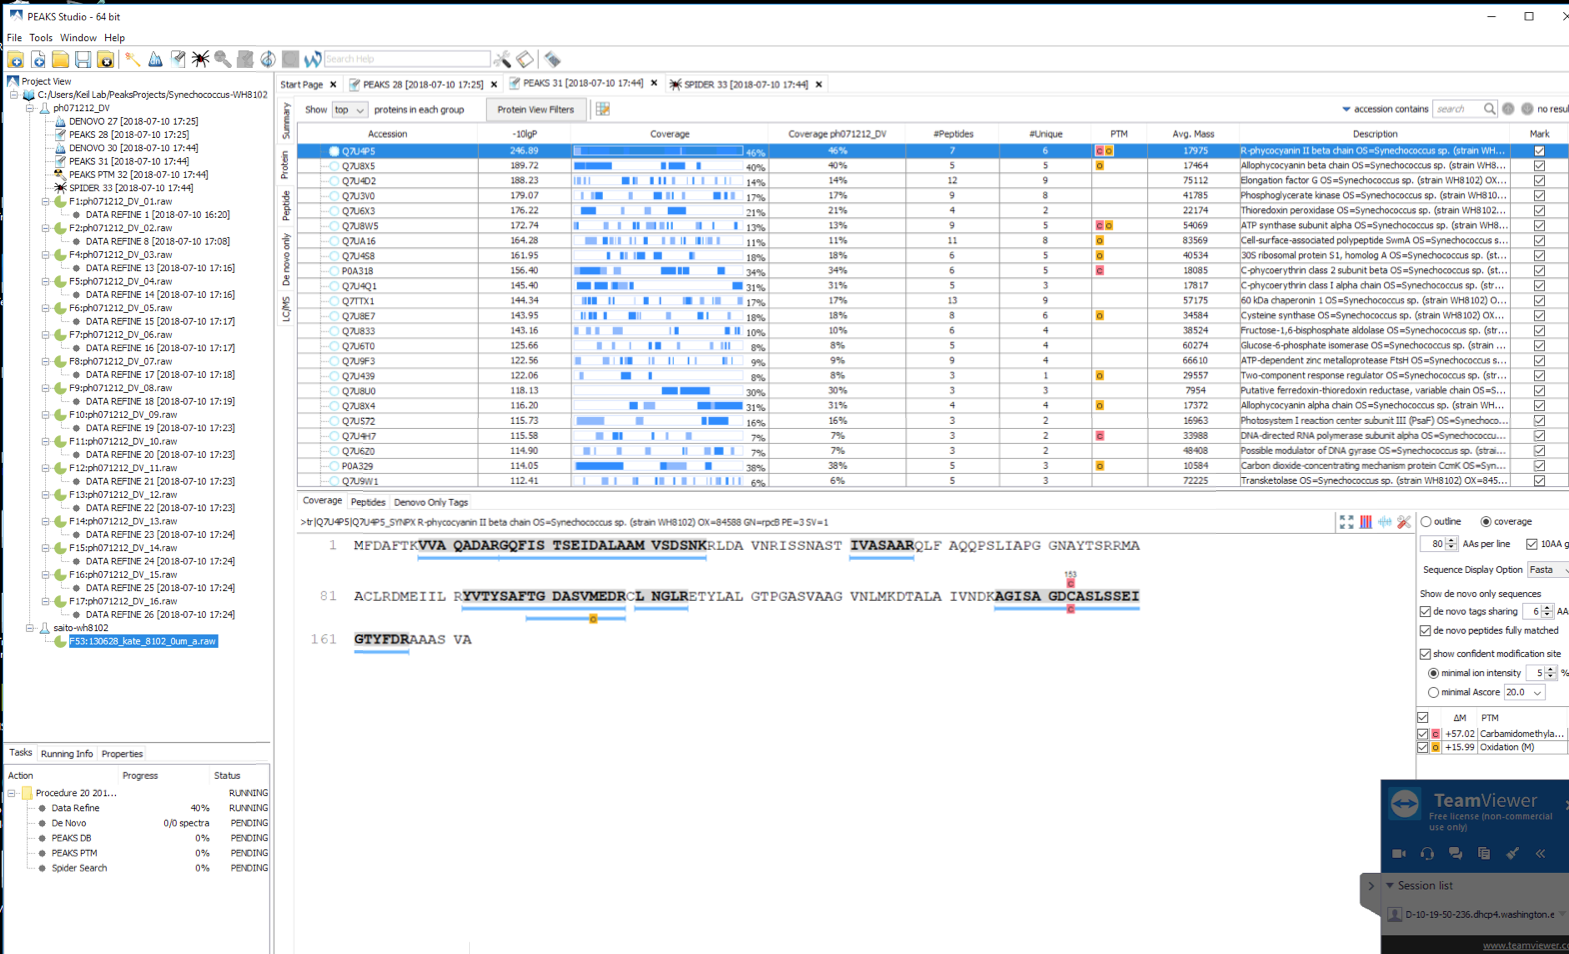 PEAKS Studio - 64 bit
File Tools Window Help
Search Help
Project View
C:/Users/Keil Lab/PeaksProjects/Synechococcus-WH8102
ph071212_DV
DENOVO 27 [2018-07-10 17:25]
PEAKS 28 [2018-07-10 17:25]
DENOVO 30 [2018-07-10 17:44]
PEAKS 31 [2018-07-10 17:44]
PEAKS PTM 32 [2018-07-10 17:44]
SPIDER 33 [2018-07-10 17:44]
F1:ph071212_DV_01.raw
DATA REFINE 1 [2018-07-10 16:20]
F2:ph071212_DV_02.raw
DATA REFINE 8 [2018-07-10 17:08]
F4:ph071212_DV_03.raw
DATA REFINE 13 [2018-07-10 17:16]
F5:ph071212_DV_04.raw
DATA REFINE 14 [2018-07-10 17:16]
F6:ph071212_DV_05.raw
DATA REFINE 15 [2018-07-10 17:17]
F7:ph071212_DV_06.raw
DATA REFINE 16 [2018-07-10 17:17]
F8:ph071212_DV_07.raw
DATA REFINE 17 [2018-07-10 17:18]
F9:ph071212_DV_08.raw
DATA REFINE 18 [2018-07-10 17:19]
F10:ph071212_DV_09.raw
DATA REFINE 19 [2018-07-10 17:23]
F11:ph071212_DV_10.raw
DATA REFINE 20 [2018-07-10 17:23]
F12:ph071212_DV_11.raw
DATA REFINE 21 [2018-07-10 17:23]
F13:ph071212_DV_12.raw
DATA REFINE 22 [2018-07-10 17:23]
F14:ph071212_DV_13.raw
DATA REFINE 23 [2018-07-10 17:24]
F15:ph071212_DV_14.raw
DATA REFINE 24 [2018-07-10 17:24]
F16:ph071212_DV_15.raw
DATA REFINE 25 [2018-07-10 17:24]
F17:ph071212_DV_16.raw
DATA REFINE 26 [2018-07-10 17:24]
saito-wh8102
F53:130628_kate_8102_0um_a.raw
Tasks Running Info Properties
Action Progress Status
Procedure 20 201... RUNNING
Data Refine 40% RUNNING
De Novo 0/0 spectra PENDING
PEAKS DB 0% PENDING
PEAKS PTM 0% PENDING
Spider Search 0% PENDING
Start Page PEAKS 28 [2018-07-10 17:25] PEAKS 31 [2018-07-10 17:44] SPIDER 33 [2018-07-10 17:44]
Summary
Protein
Peptide
De novo only
LC/MS
Show top proteins in each group Protein View Filters accession contains search no resu
Accession -10lgP Coverage Coverage ph071212_DV #Peptides #Unique PTM Avg. Mass Description Mark
Q7U4P5 246.89 46% 46% 7 6 C O 17975 R-phycocyanin II beta chain OS=Synechococcus sp. (strain WH...
Q7U8X5 189.72 40% 40% 5 5 O 17464 Allophycocyanin beta chain OS=Synechococcus sp. (strain WH8...
Q7U4D2 188.23 14% 14% 12 9 75112 Elongation factor G OS=Synechococcus sp. (strain WH8102) OX...
Q7U3V0 179.07 17% 17% 9 8 41785 Phosphoglycerate kinase OS=Synechococcus sp. (strain WH810...
Q7U6X3 176.22 21% 21% 4 2 22174 Thioredoxin peroxidase OS=Synechococcus sp. (strain WH8102...
Q7U8W5 172.74 13% 13% 9 5 C O 54069 ATP synthase subunit alpha OS=Synechococcus sp. (strain WH...
Q7UA16 164.28 11% 11% 11 8 O 83569 Cell-surface-associated polypeptide SwmA OS=Synechococcus s...
Q7U4S8 161.95 18% 18% 6 5 O 40534 30S ribosomal protein S1, homolog A OS=Synechococcus sp. (st...
P0A318 156.40 34% 34% 6 5 C 18085 C-phycoerythrin class 2 subunit beta OS=Synechococcus sp. (st...
Q7U4Q1 145.40 31% 31% 5 3 17817 C-phycoerythrin class I alpha chain OS=Synechococcus sp. (str...
Q7TTX1 144.34 17% 17% 13 9 57175 60 kDa chaperonin 1 OS=Synechococcus sp. (strain WH8102) O...
Q7U8E7 143.95 18% 18% 8 6 O 34584 Cysteine synthase OS=Synechococcus sp. (strain WH8102) OX=...
Q7U833 143.16 10% 10% 6 4 38524 Fructose-1,6-bisphosphate aldolase OS=Synechococcus sp. (str...
Q7U6T0 125.66 8% 8% 5 4 60274 Glucose-6-phosphate isomerase OS=Synechococcus sp. (strain ...
Q7U9F3 122.56 9% 9% 9 4 66610 ATP-dependent zinc metalloprotease FtsH OS=Synechococcus s...
Q7U439 122.06 8% 8% 3 1 O 29557 Two-component response regulator OS=Synechococcus sp. (str...
Q7U8U0 118.13 30% 30% 3 3 7954 Putative ferredoxin-thioredoxin reductase, variable chain OS=S...
Q7U8X4 116.20 31% 31% 4 4 O 17372 Allophycocyanin alpha chain OS=Synechococcus sp. (strain WH...
Q7U572 115.73 16% 16% 3 2 16963 Photosystem I reaction center subunit III (PsaF) OS=Synechoco...
Q7U4H7 115.58 7% 7% 3 2 C 33988 DNA-directed RNA polymerase subunit alpha OS=Synechococcu...
Q7U6Z0 114.90 7% 7% 3 2 48408 Possible modulator of DNA gyrase OS=Synechococcus sp. (strai...
P0A329 114.05 38% 38% 5 3 O 10584 Carbon dioxide-concentrating mechanism protein CcmK OS=Syn...
Q7U9W1 112.41 6% 6% 5 3 72225 Transketolase OS=Synechococcus sp. (strain WH8102) OX=845...
Coverage Peptides Denovo Only Tags
>tr|Q7U4P5|Q7U4P5_SYNPX R-phycocyanin II beta chain OS=Synechococcus sp. (strain WH8102) OX=84588 GN=rpcB PE=3 SV=1
1 MFDAFTKVVA QADARGQFIS TSEIDALAAM VSDSNKRLDA VNRISSNAST IVASAARQLF AQQPSLIAPG GNAYTSRRMA
153
C
81 ACLRDMEIIL RYVTYSAFTG DASVMEDRCL NGLRETYLAL GTPGASVAAG VNLMKDTALA IVNDKAGISA GDCASLSSEI
O C
161 GTYFDRAAAS VA
outline coverage
80 AAs per line 10AA g
Sequence Display Option Fasta
Show de novo only sequences
de novo tags sharing 6 AA
de novo peptides fully matched
show confident modification site
minimal ion intensity 5 %
minimal Ascore 20.0
ΔM PTM
C +57.02 Carbamidomethyla...
O +15.99 Oxidation (M)
TeamViewer
Free license (non-commercial
use only)
Session list
D-10-19-50-236.dhcp4.washington.e
www.teamviewer.co